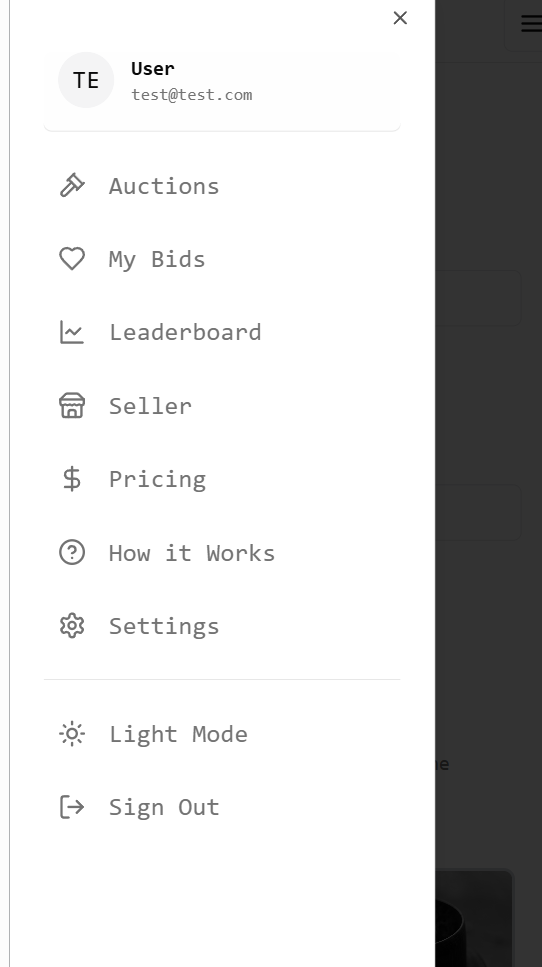 TE
User
test@test.com
Auctions
My Bids
Leaderboard
Seller
Pricing
How it Works
Settings
Light Mode
Sign Out